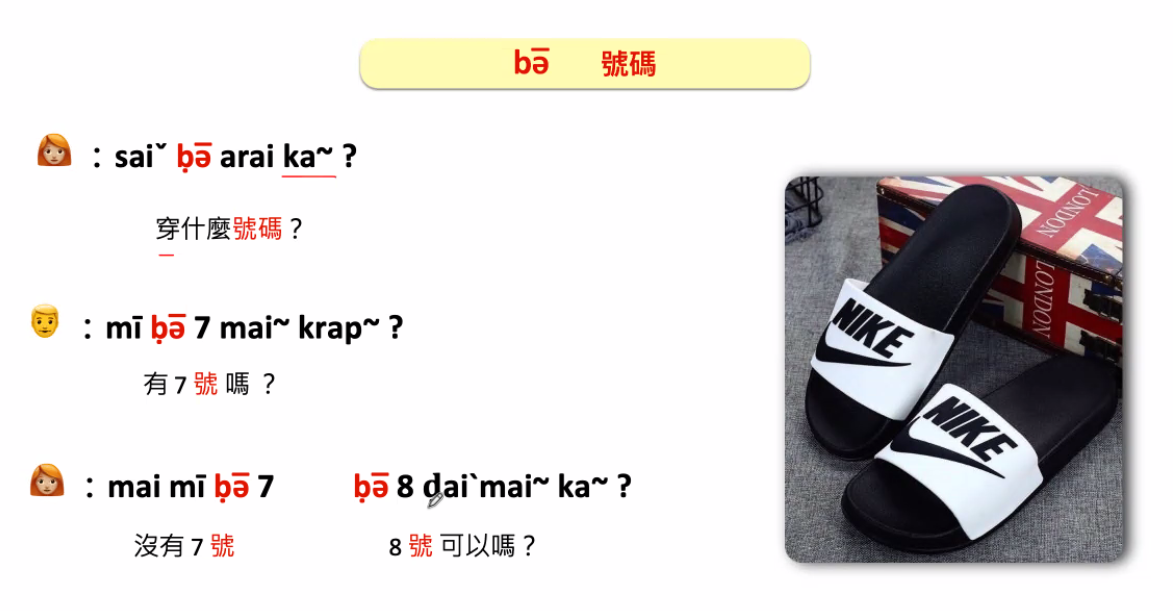 bə̄ 號碼
: saiˇ ḅə̄ arai ka~ ?
穿什麼號碼？
: mī ḅə̄ 7 mai~ krap~ ?
有 7 號 嗎 ？
: mai mī ḅə̄ 7 ḅə̄ 8 ḍaiˋmai~ ka~ ?
沒有 7 號 8 號 可以嗎？
LONDON
LONDON
NIKE
NIKE